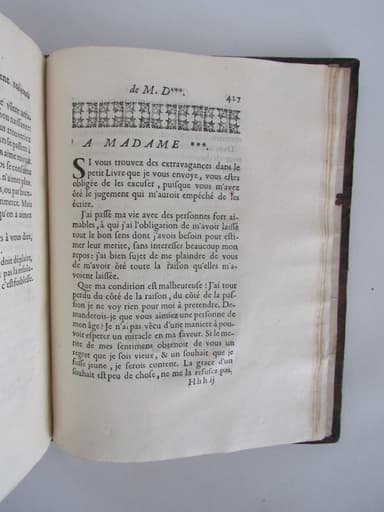 de M. D***.
427
A MADAME ***.
SI vous trouvez des extravagances dans le
petit Livre que je vous envoye, vous estes
obligée de les excuser, puisque vous m'avez
ôté le jugement qui m'auroit empêché de les
écrire.
J'ai passé ma vie avec des personnes fort ai-
mables, à qui j'ai l'obligation de m'avoir laissé
tout le bon sens dont j'avois besoin pour esti-
mer leur merite, sans interesser beaucoup mon
repos: j'ai bien sujet de me plaindre de vous
de m'avoir ôté toute la raison qu'elles m'a-
voient laissée.
Que ma condition est malheureuse: J'ai tout
perdu du côté de la raison, du côté de la pas-
sion je ne voy rien pour moi à pretendre. De-
manderois-je que vous aimiez une personne de
mon âge? Je n'ai pas vécu d'une maniere à pou-
voir esperer un miracle en ma faveur. Si le me-
rite de mes sentimens obtenoit de vous un
regret que je sois vieux, & un souhait que je
fusse jeune, je serois content. La grace d'un
souhait est peu de chose, ne me la refusez pas,
Hhh ij